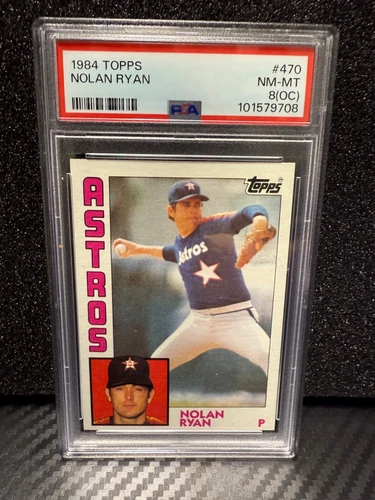 1984 TOPPS #470
NOLAN RYAN NM-MT
8(OC)
PSA 101579708
ASTROS
Topps
Astros
NOLAN
RYAN P